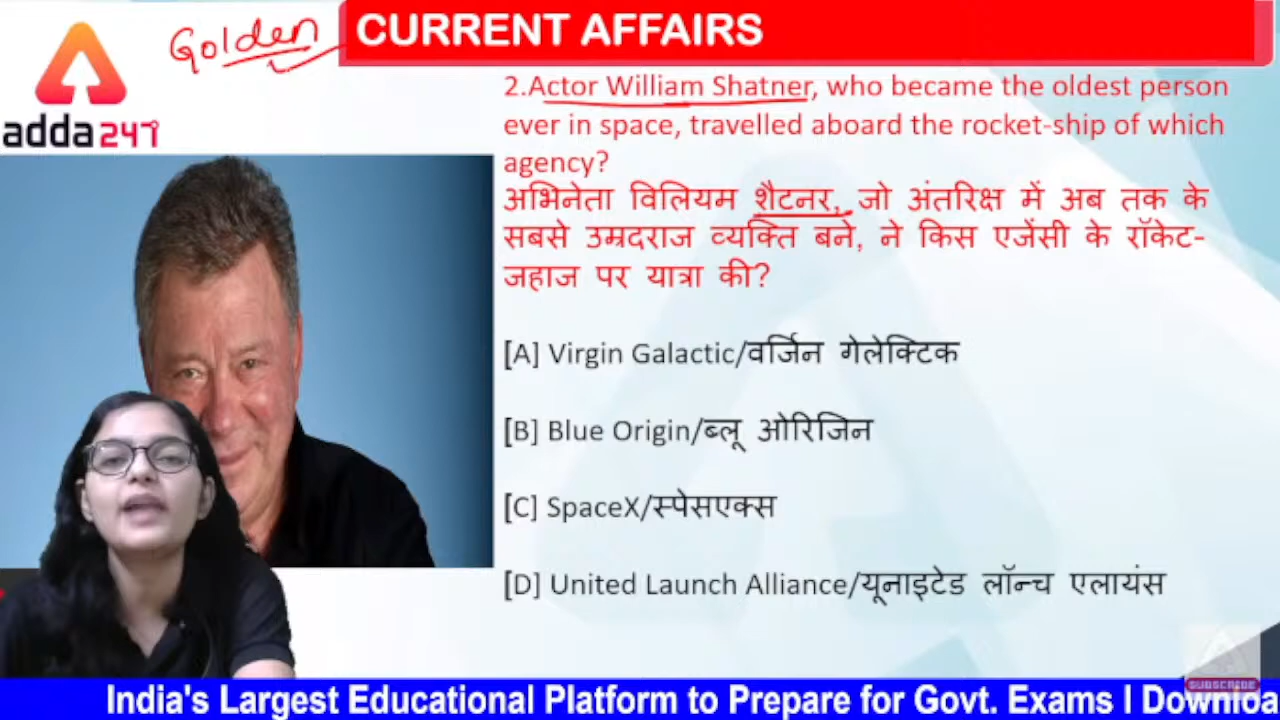 Golden
CURRENT AFFAIRS
adda247
2.Actor William Shatner, who became the oldest person
ever in space, travelled aboard the rocket-ship of which
agency?
अभिनेता विलियम शैटनर, जो अंतरिक्ष में अब तक के
सबसे उम्रदराज व्यक्ति बने, ने किस एजेंसी के रॉकेट-
जहाज पर यात्रा की?
[A] Virgin Galactic/वर्जिन गेलेक्टिक
[B] Blue Origin/ब्लू ओरिजिन
[C] SpaceX/स्पेसएक्स
[D] United Launch Alliance/यूनाइटेड लॉन्च एलायंस
SUBSCRIBE
India's Largest Educational Platform to Prepare for Govt. Exams I Downloa